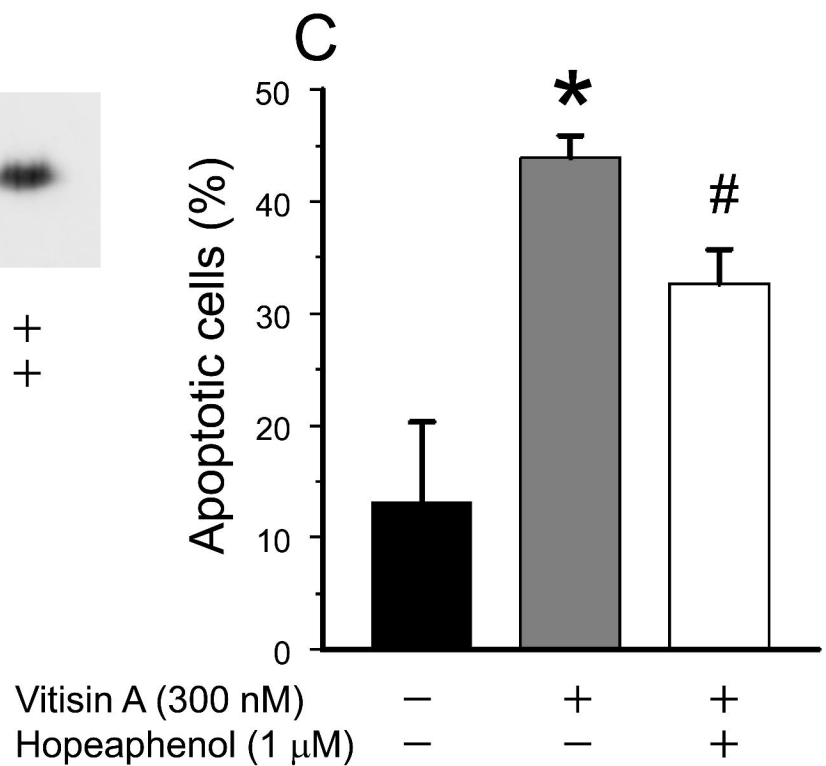 C
50
40
30
20
10
0
Apoptotic cells (%)
*
#
+
+
Vitisin A (300 nM) − + +
Hopeaphenol (1 μM) − − +